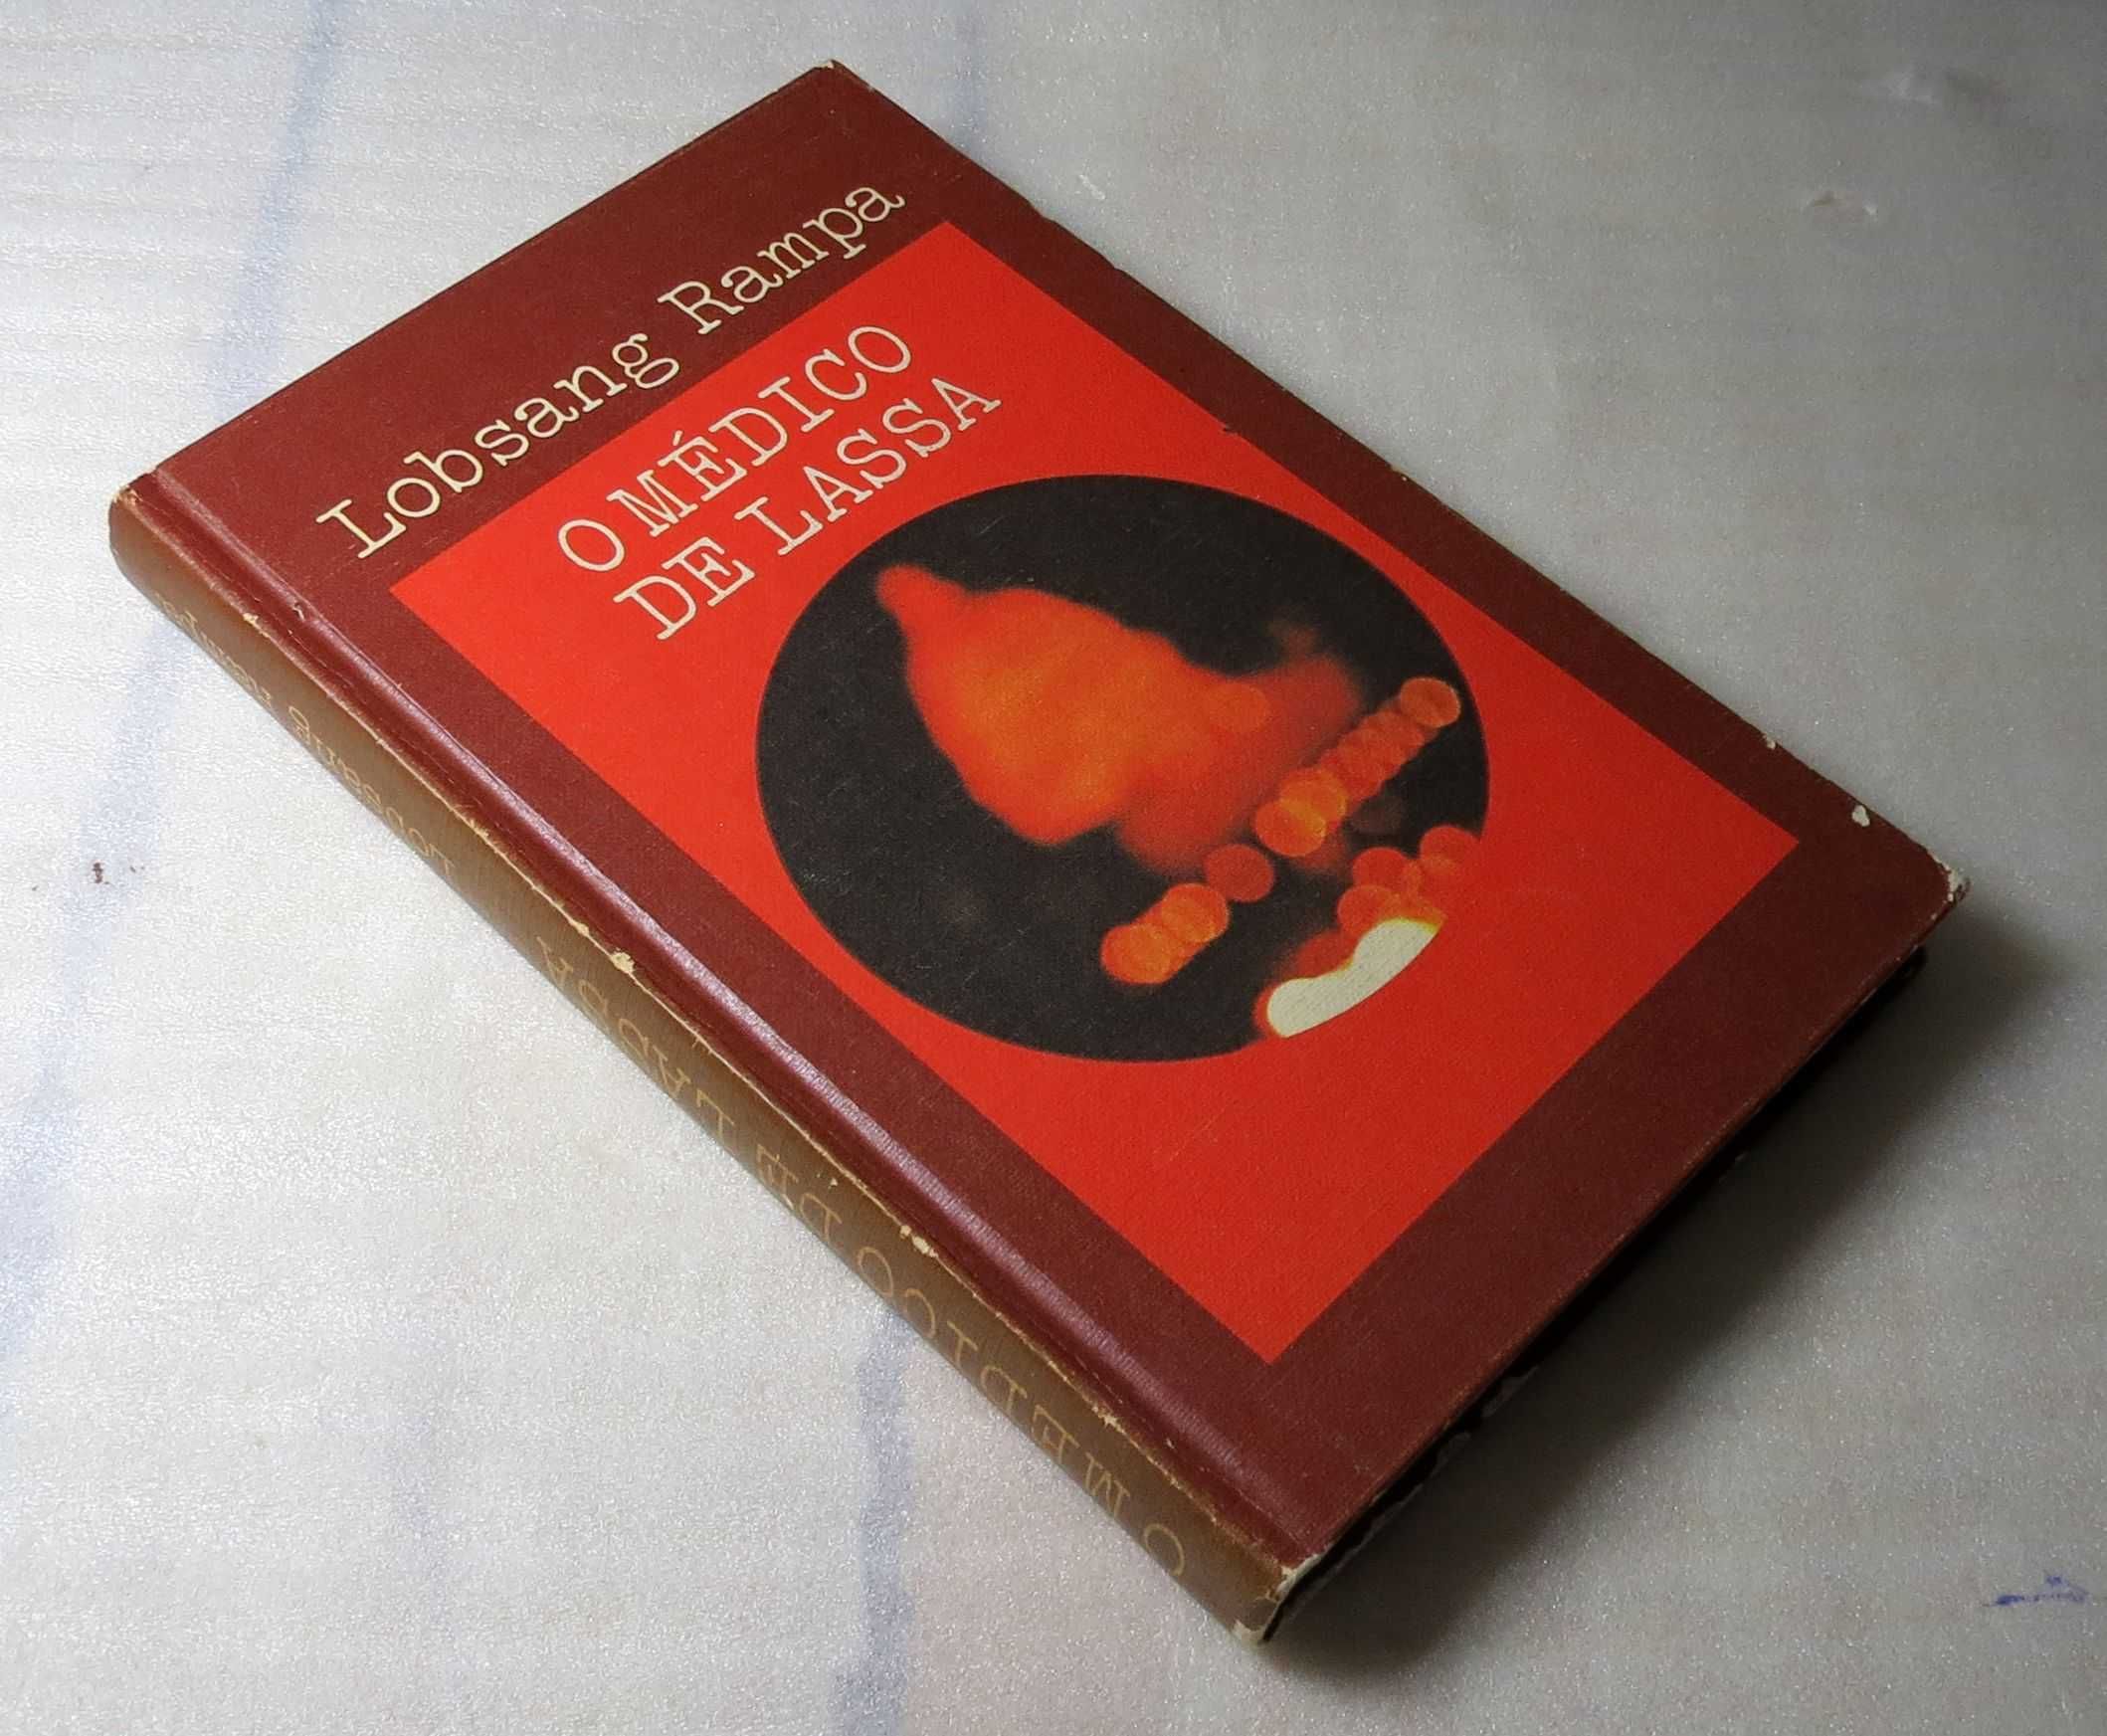 Lobsang Rampa
O MÉDICO
DE LASSA
Lobsang Rampa
O MÉDICO DE LASSA